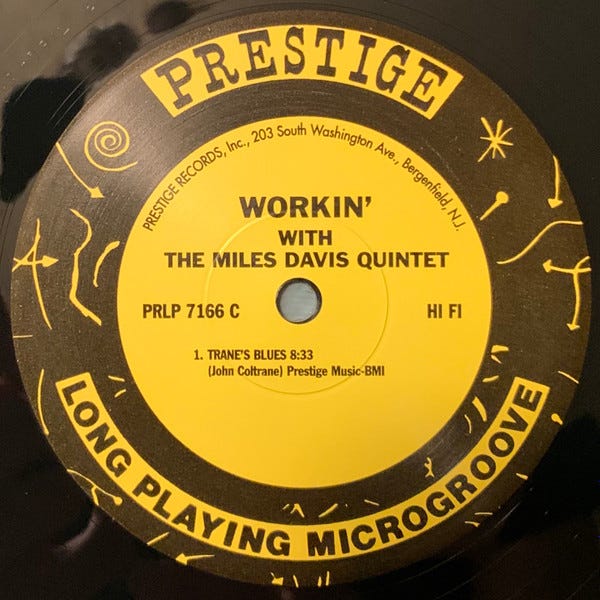 PRESTIGE
PRESTIGE RECORDS, Inc., 203 South Washington Ave., Bergenfield, N.J.
WORKIN’
WITH
THE MILES DAVIS QUINTET
PRLP 7166 C HI FI
1. TRANE'S BLUES 8:33
(John Coltrane) Prestige Music-BMI
LONG PLAYING MICROGROOVE